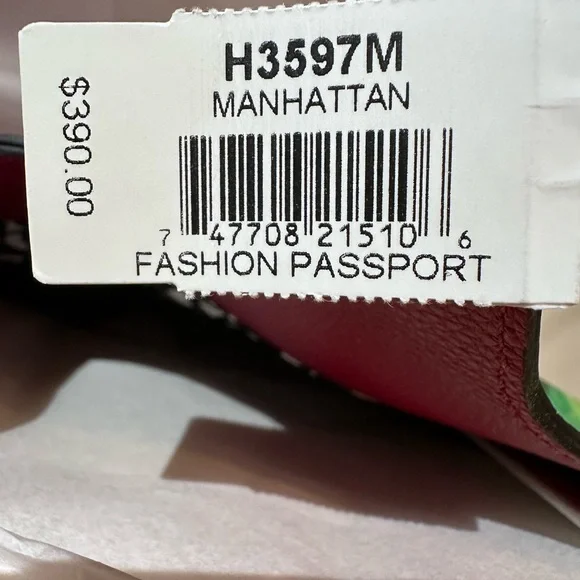 H3597M
MANHATTAN
$390.00
7 47708 21510 6
FASHION PASSPORT